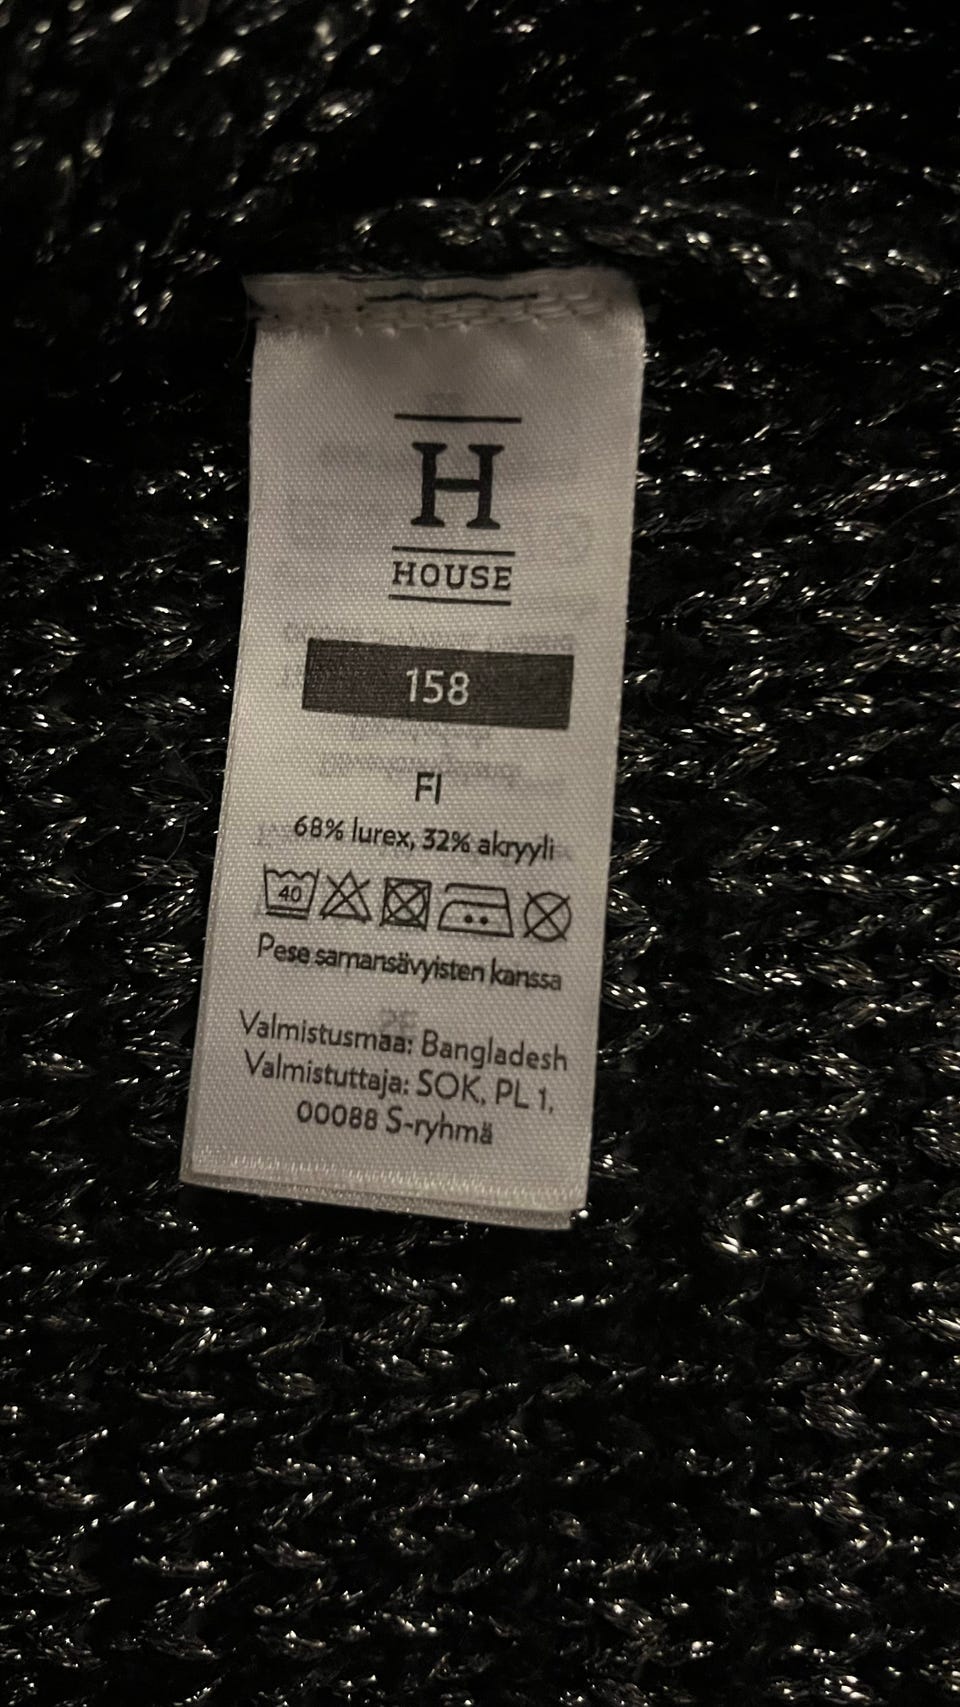 H
HOUSE
158
FI
68% lurex, 32% akryyli
40
Pese samansävyisten kanssa
Valmistusmaa: Bangladesh
Valmistuttaja: SOK, PL 1,
00088 S-ryhmä